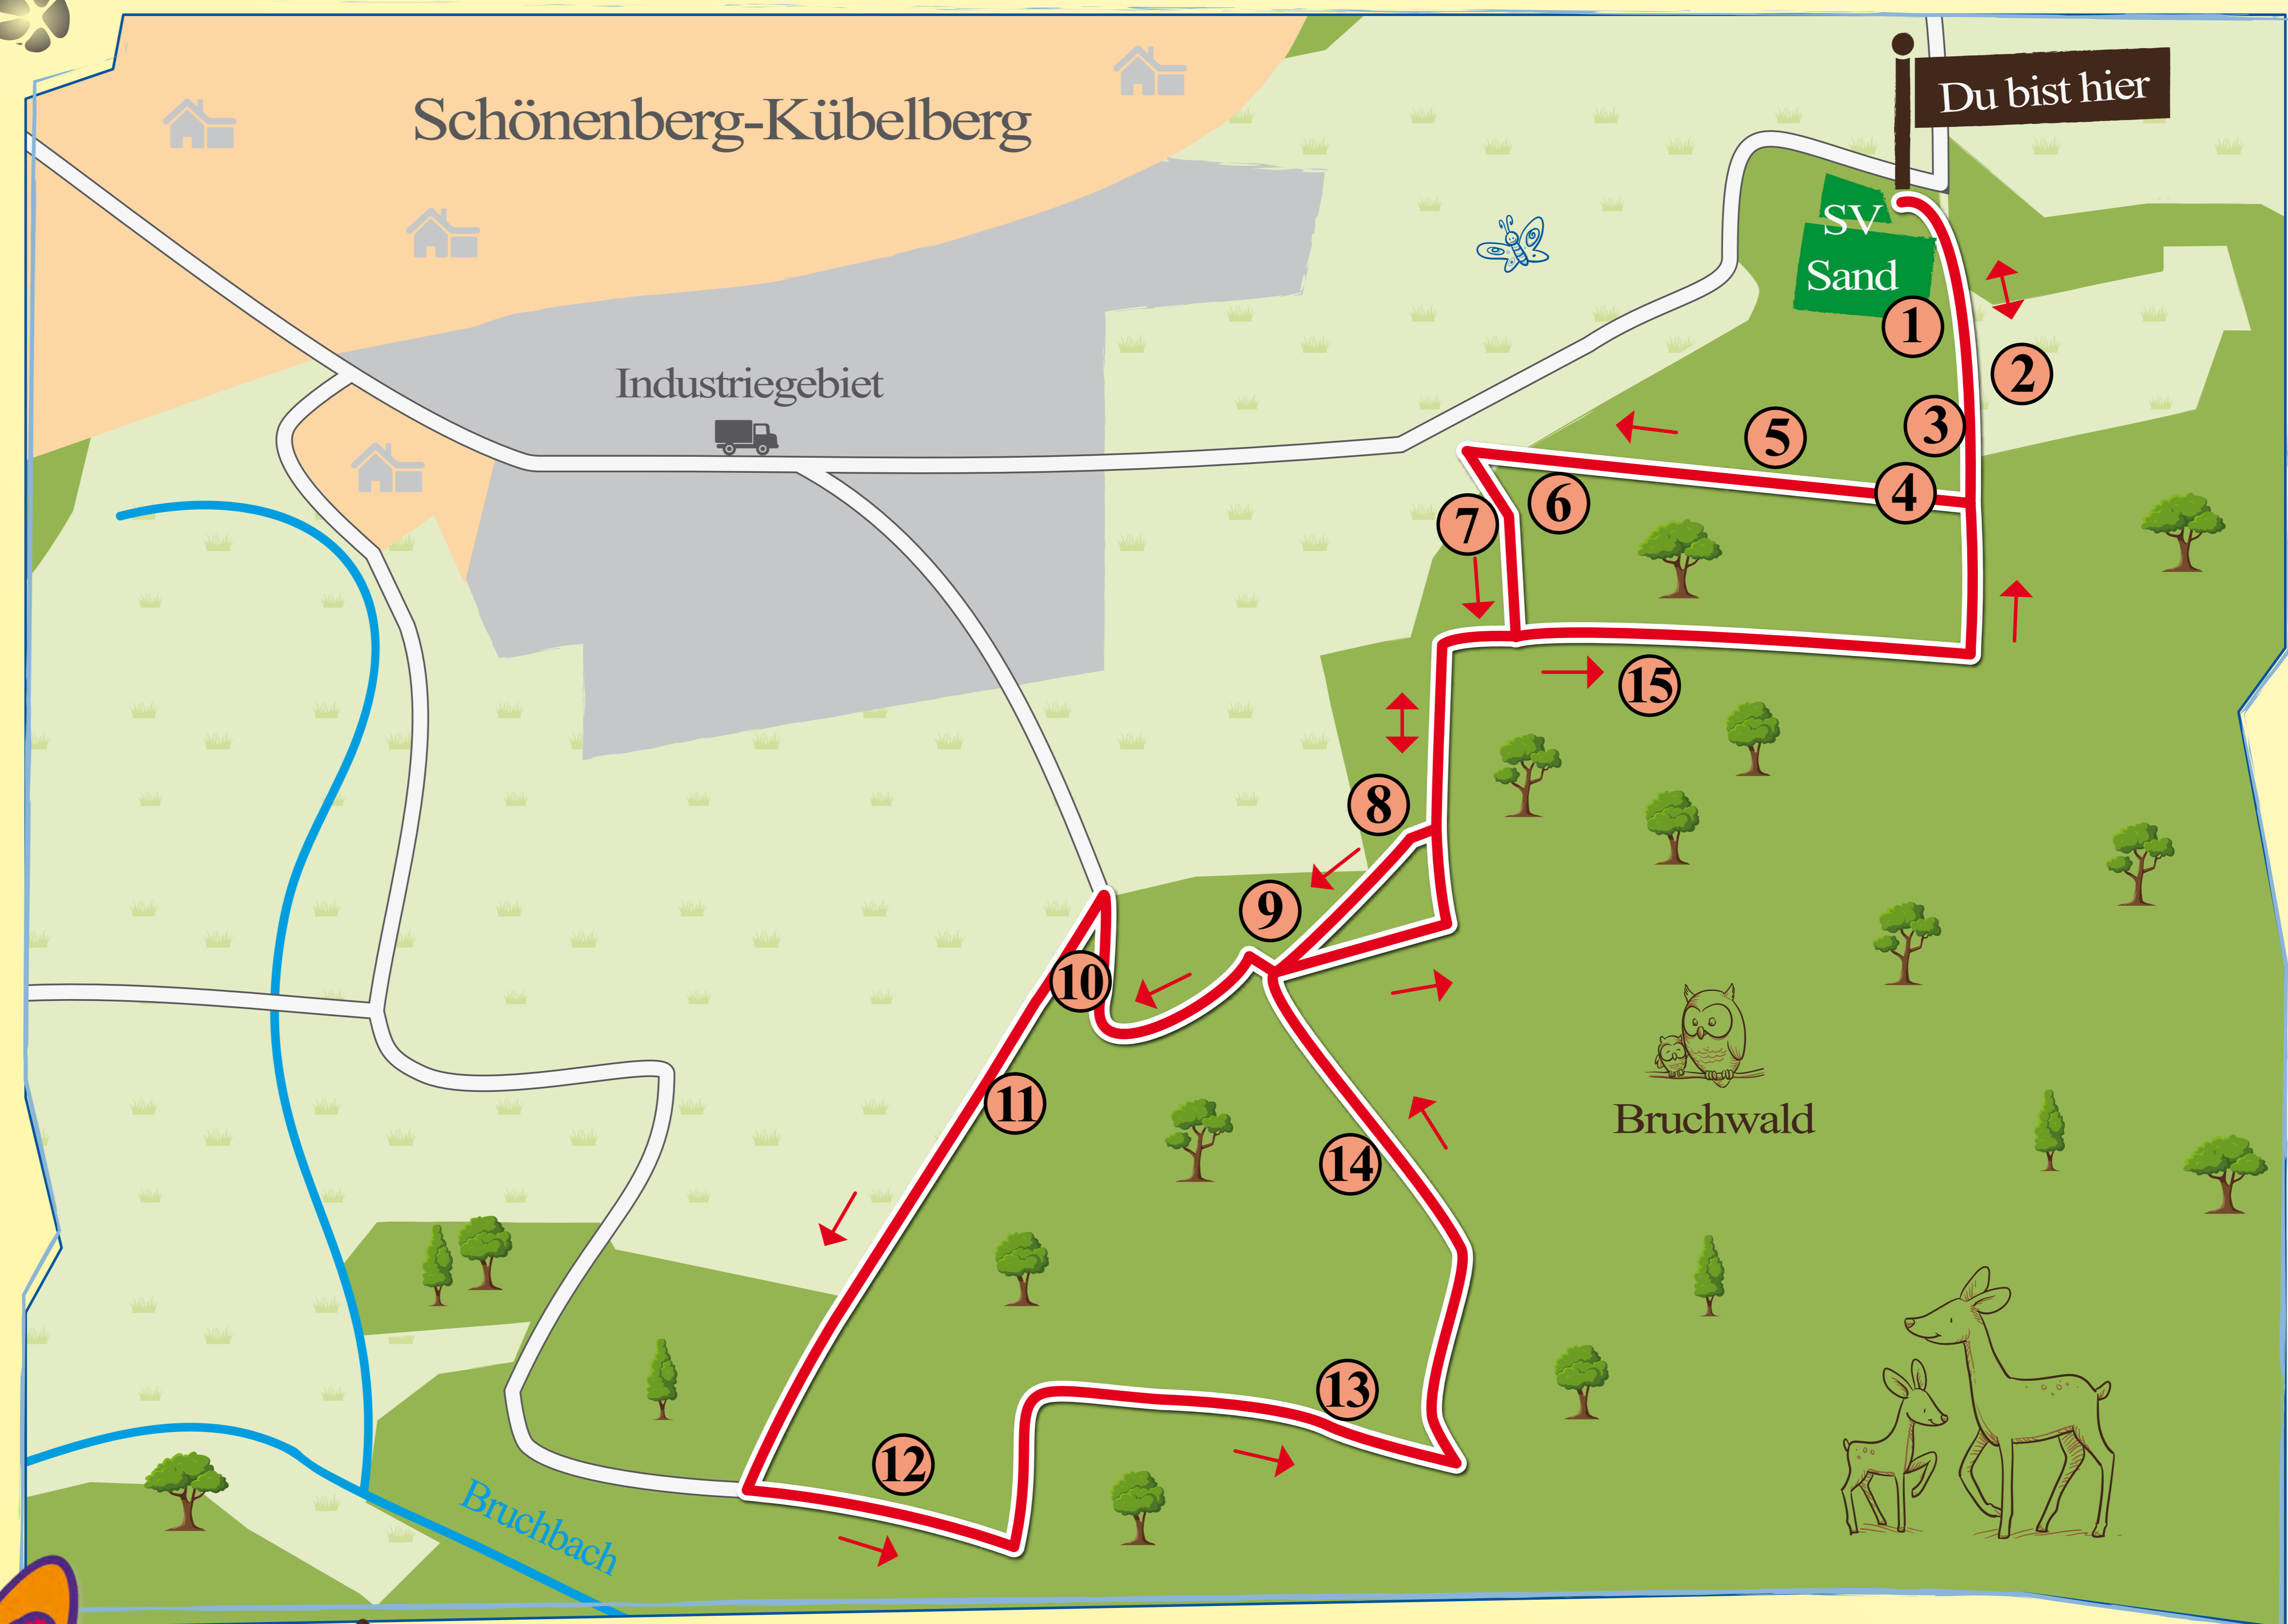 Du bist hier
Schönenberg-Kübelberg
SV
Sand
1
2
Industriegebiet
3
5
4
6
7
15
8
9
10
11
Bruchwald
14
13
12
Bruchbach